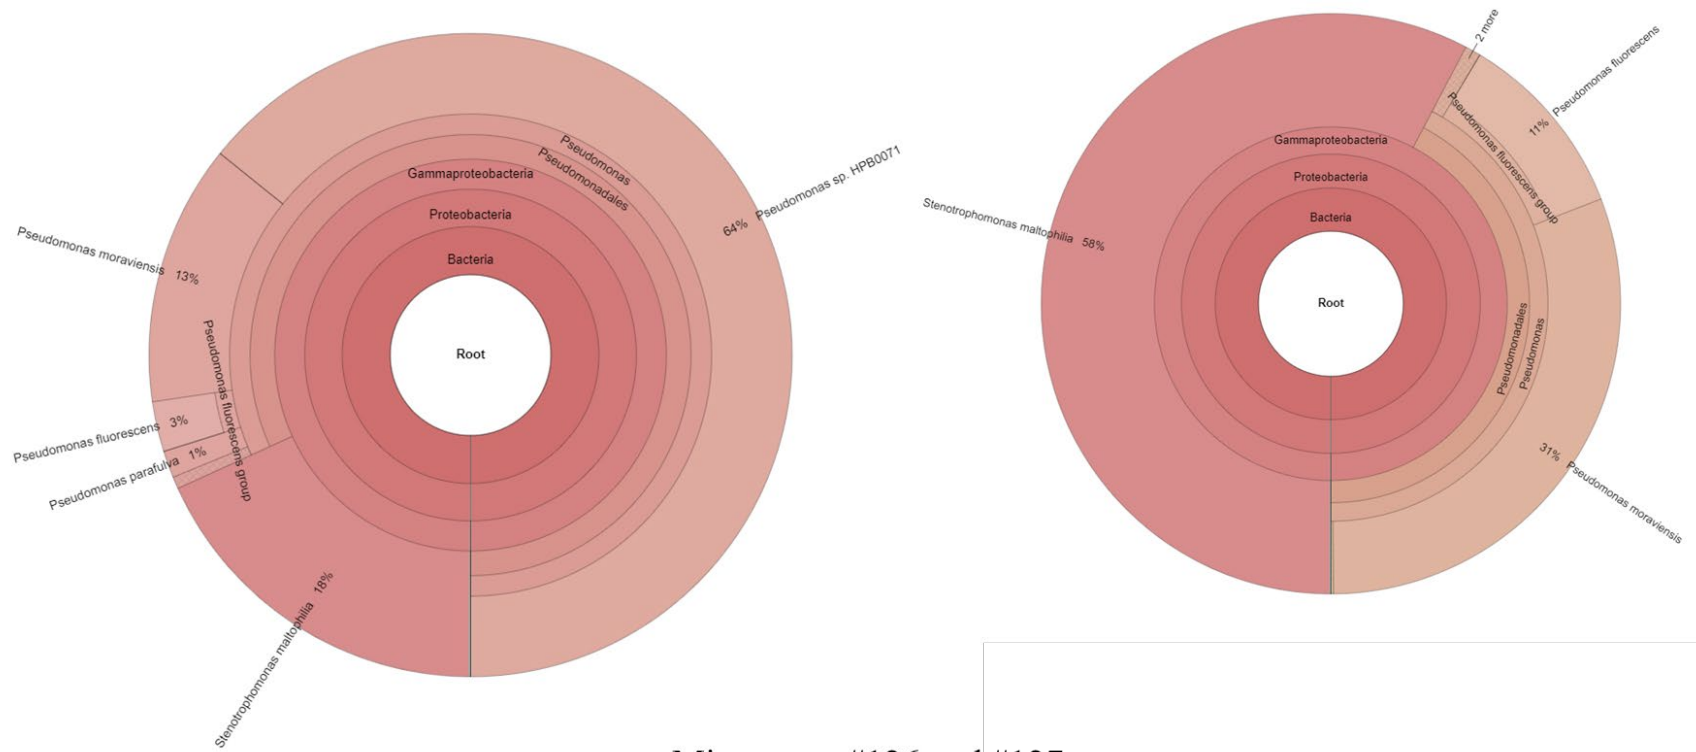 Pseudomonas
Pseudomonadales
Gammaproteobacteria
Proteobacteria
Bacteria
Root
64% Pseudomonas sp. HPB0071
Pseudomonas moraviensis 13%
Pseudomonas fluorescens group
Pseudomonas fluorescens 3%
Pseudomonas parafulva 1%
Stenotrophomonas maltophilia 18%
2 more
Pseudomonas fluorescens
11%
Pseudomonas fluorescens group
Gammaproteobacteria
Proteobacteria
Bacteria
Root
Stenotrophomonas maltophilia 58%
Pseudomonadales
Pseudomonas
31% Pseudomonas moraviensis